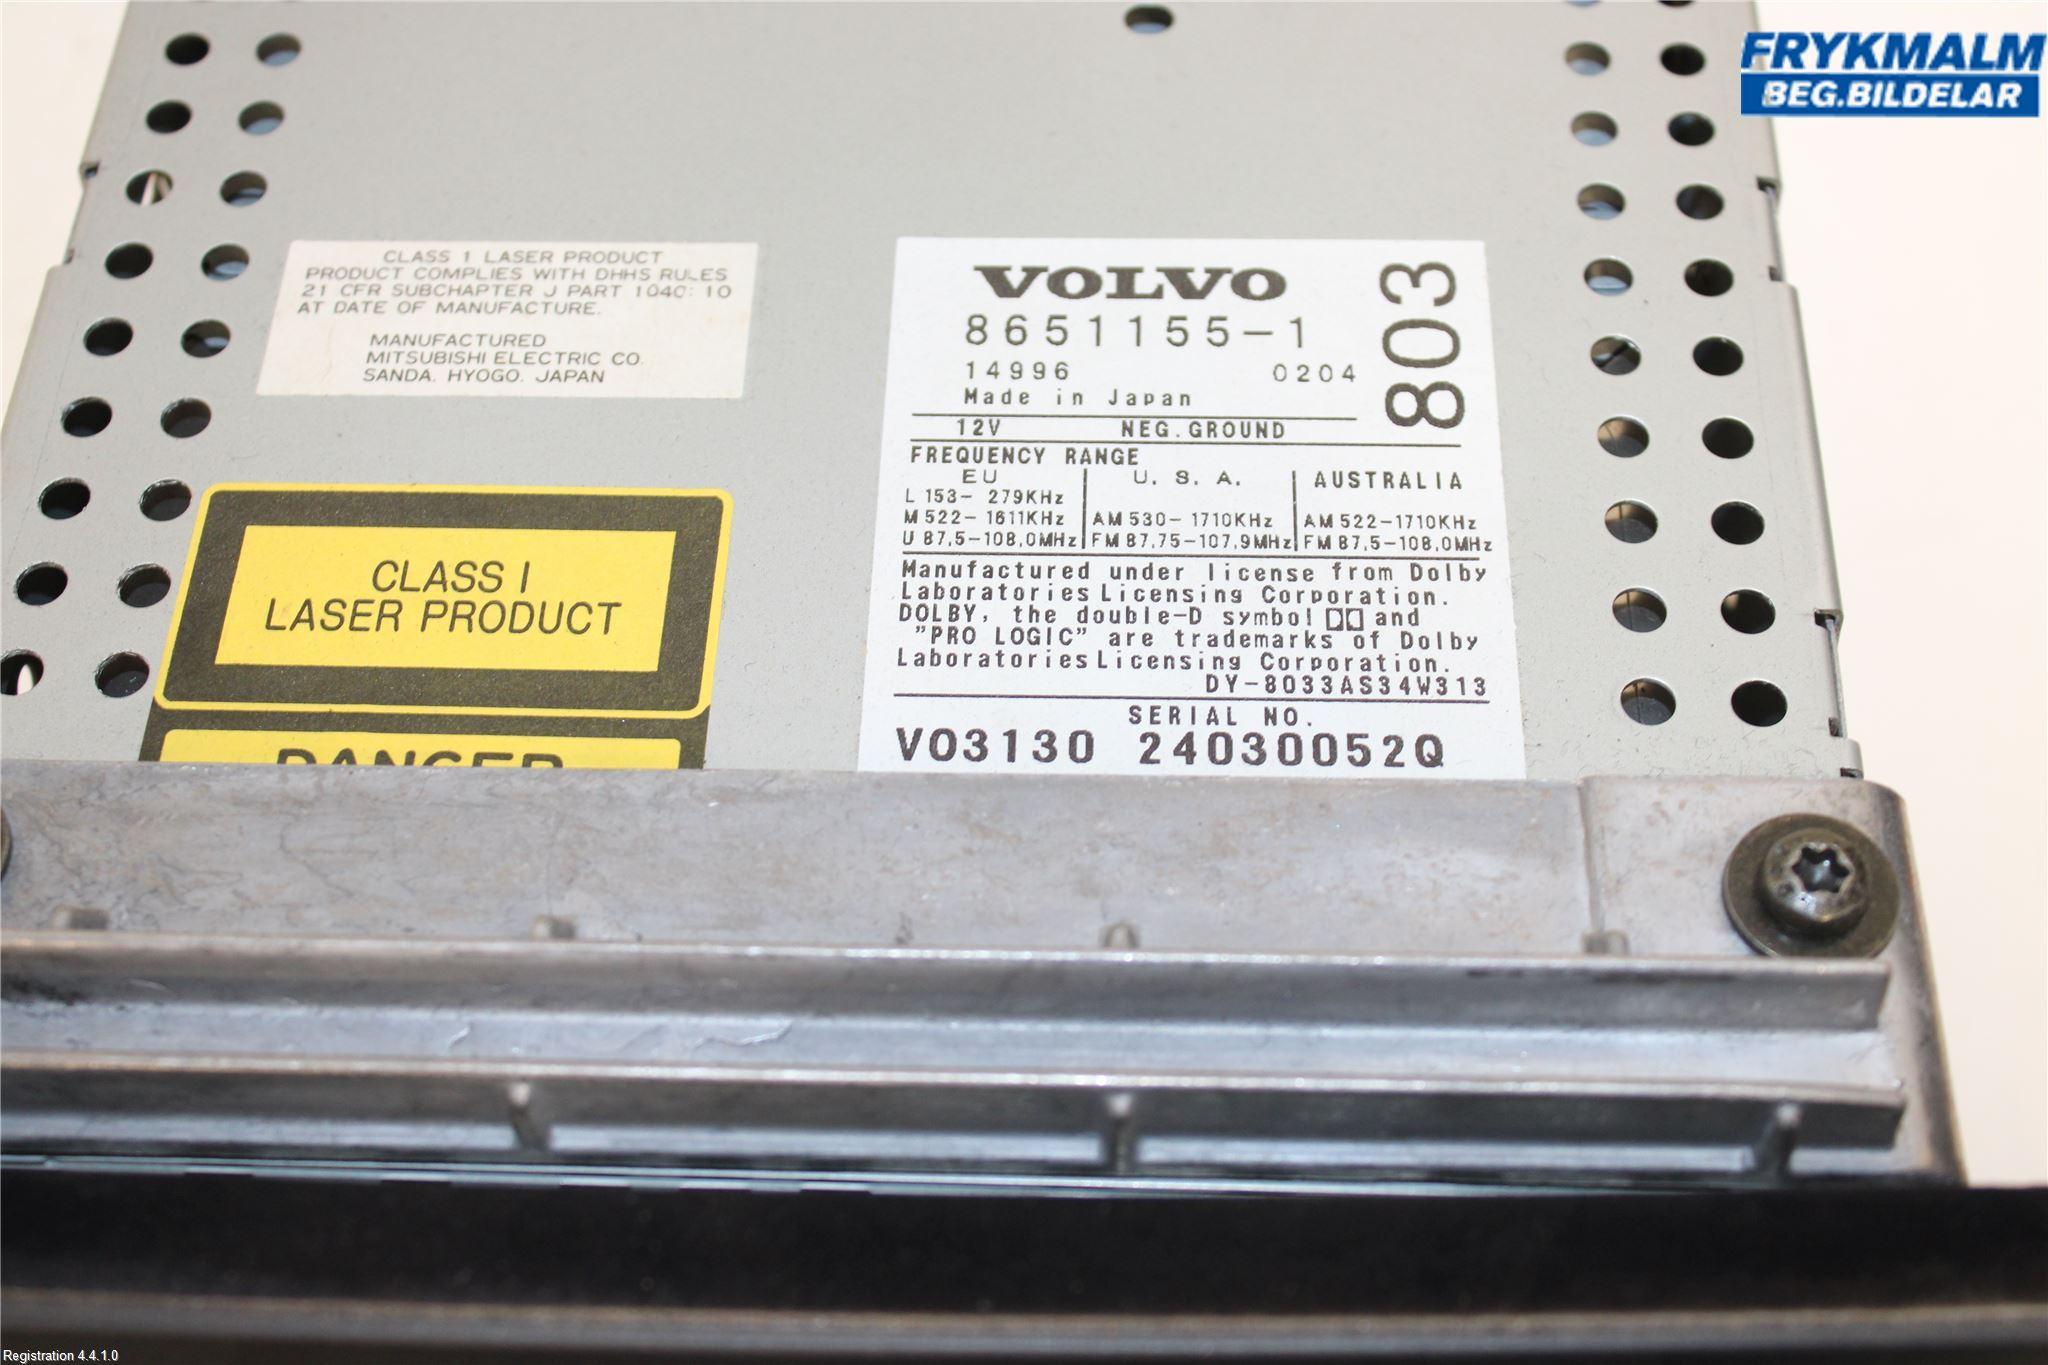 FRYKMALM
BEG.BILDELAR
CLASS 1 LASER PRODUCT
PRODUCT COMPLIES WITH DHHS RULES
21 CFR SUBCHAPTER J PART 1040:10
AT DATE OF MANUFACTURE.
MANUFACTURED
MITSUBISHI ELECTRIC CO.
SANDA. HYOGO. JAPAN
CLASS I
LASER PRODUCT
DANGER
VOLVO
8651155-1
803
14996 0204
Made in Japan
12V NEG.GROUND
FREQUENCY RANGE
EU U.S.A. AUSTRALIA
L 153- 279KHz
M 522- 1611KHz AM 530- 1710KHz AM 522-1710KHz
U 87,5-108,0MHz FM 87,75-107,9MHz FM 87,5-108,0MHz
Manufactured under license from Dolby
Laboratories Licensing Corporation.
DOLBY, the double-D symbol and
"PRO LOGIC" are trademarks of Dolby
Laboratories Licensing Corporation.
DY-8033AS34W313
SERIAL NO.
VO3130 24030052Q
Registration 4.4.1.0